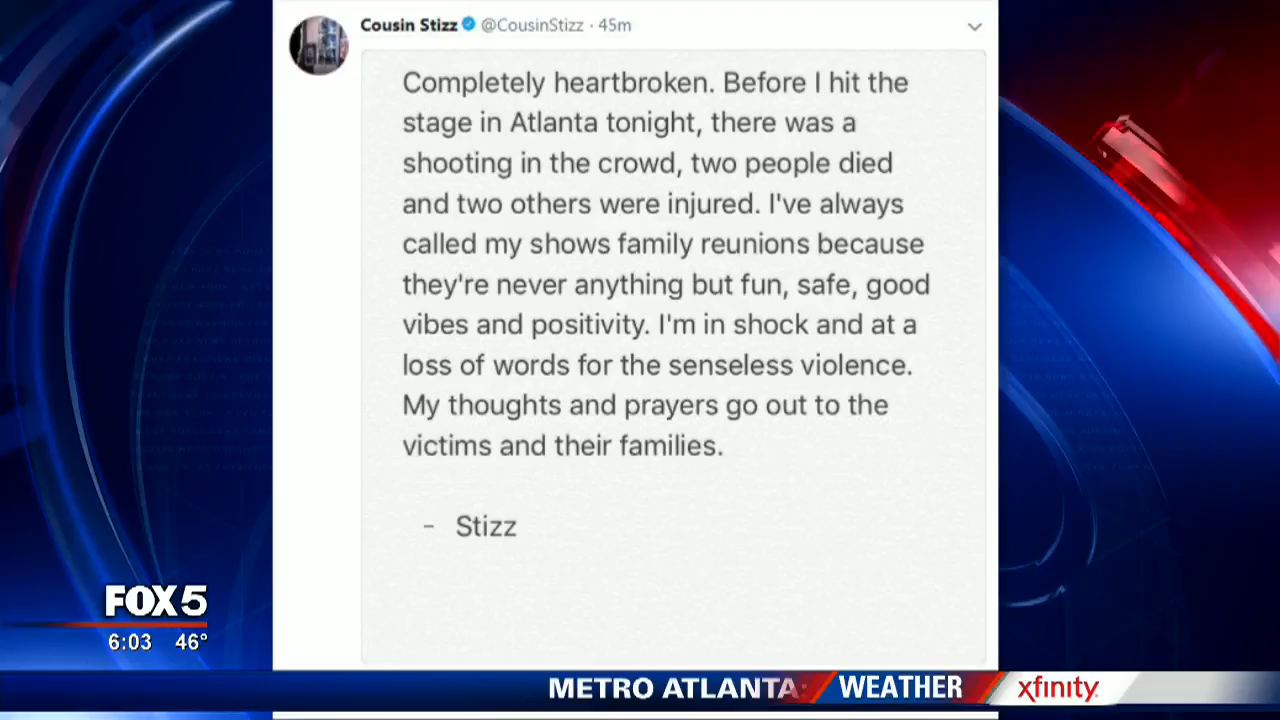 Cousin Stizz @CousinStizz · 45m
Completely heartbroken. Before I hit the
stage in Atlanta tonight, there was a
shooting in the crowd, two people died
and two others were injured. I've always
called my shows family reunions because
they're never anything but fun, safe, good
vibes and positivity. I'm in shock and at a
loss of words for the senseless violence.
My thoughts and prayers go out to the
victims and their families.
- Stizz
FOX 5
6:03 46°
METRO ATLANTA: WEATHER xfinity